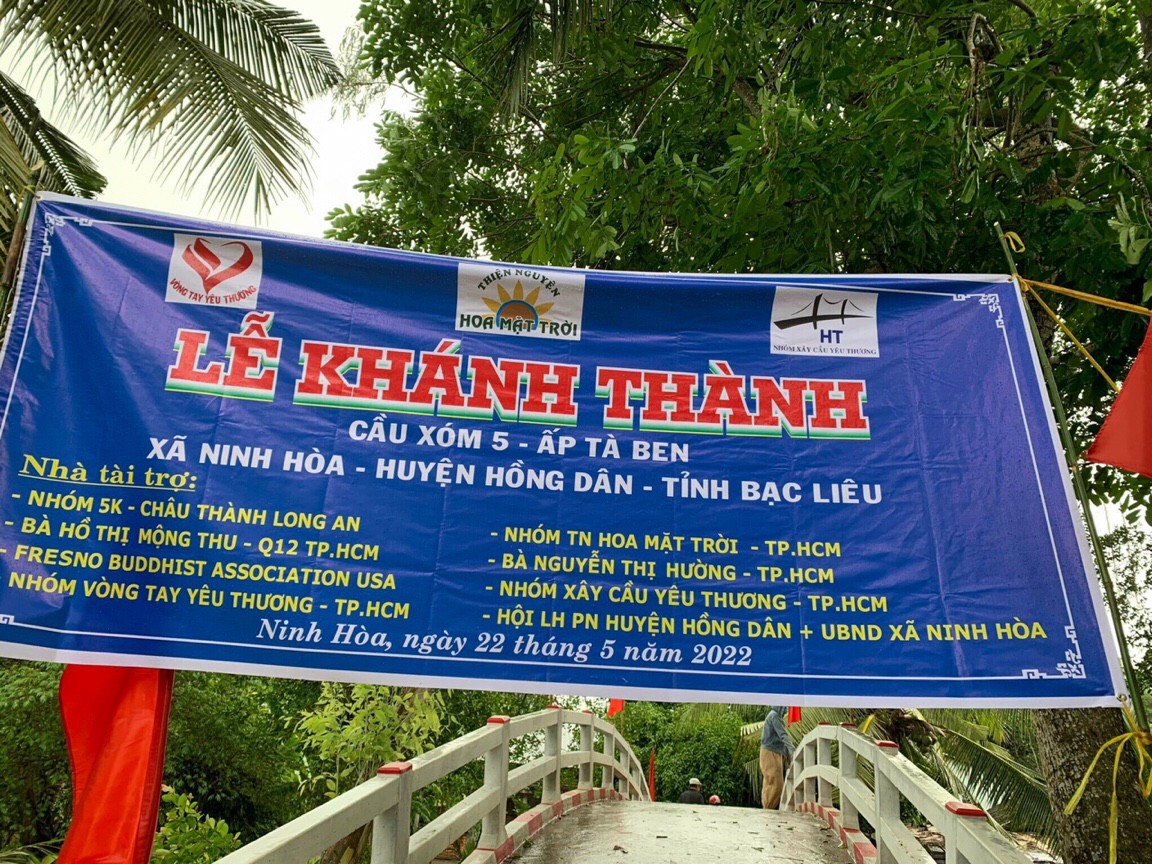 VÒNG TAY YÊU THƯƠNG
THIỆN NGUYỆN
HOA MẶT TRỜI
HT
NHÓM XÂY CẦU YÊU THƯƠNG
LỄ KHÁNH THÀNH
CẦU XÓM 5 - ẤP TÀ BEN
XÃ NINH HÒA - HUYỆN HỒNG DÂN - TỈNH BẠC LIÊU
Nhà tài trợ:
- NHÓM 5K - CHÂU THÀNH LONG AN
- BÀ HỒ THỊ MỘNG THU - Q12 TP.HCM
- FRESNO BUDDHIST ASSOCIATION USA
NHÓM VÒNG TAY YÊU THƯƠNG - TP.HCM
- NHÓM TN HOA MẶT TRỜI - TP.HCM
- BÀ NGUYỄN THỊ HƯỜNG - TP.HCM
- NHÓM XÂY CẦU YÊU THƯƠNG - TP.HCM
- HỘI LH PN HUYỆN HỒNG DÂN + UBND XÃ NINH HÒA
Ninh Hòa, ngày 22 tháng 5 năm 2022